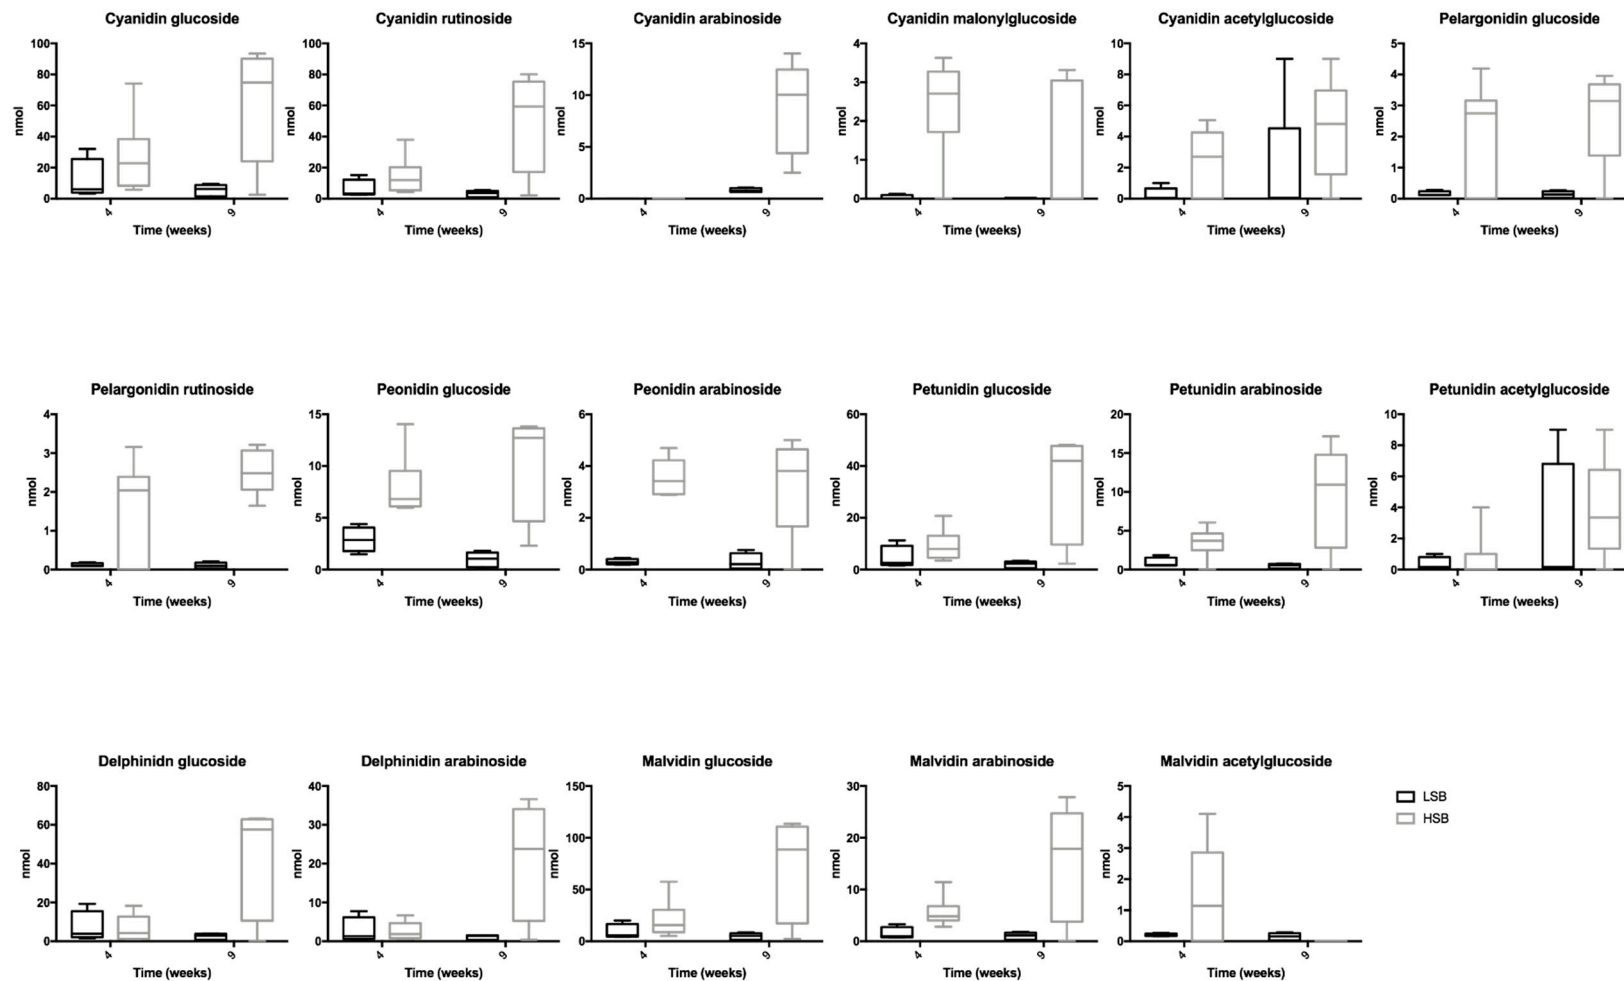 Cyanidin glucoside
100
80
60
40
20
0
nmol
4
9
Time (weeks)
Cyanidin rutinoside
100
80
60
40
20
0
nmol
4
9
Time (weeks)
Cyanidin arabinoside
15
10
5
0
nmol
4
9
Time (weeks)
Cyanidin malonylglucoside
4
3
2
1
0
nmol
4
9
Time (weeks)
Cyanidin acetylglucoside
10
8
6
4
2
0
nmol
4
9
Time (weeks)
Pelargonidin glucoside
5
4
3
2
1
0
nmol
4
9
Time (weeks)
Pelargonidin rutinoside
4
3
2
1
0
nmol
4
9
Time (weeks)
Peonidin glucoside
15
10
5
0
nmol
4
9
Time (weeks)
Peonidin arabinoside
6
4
2
0
nmol
4
9
Time (weeks)
Petunidin glucoside
60
40
20
0
nmol
4
9
Time (weeks)
Petunidin arabinoside
20
15
10
5
0
nmol
4
9
Time (weeks)
Petunidin acetylglucoside
10
8
6
4
2
0
nmol
4
9
Time (weeks)
Delphinidn glucoside
80
60
40
20
0
nmol
4
9
Time (weeks)
Delphinidin arabinoside
40
30
20
10
0
nmol
4
9
Time (weeks)
Malvidin glucoside
150
100
50
0
nmol
4
9
Time (weeks)
Malvidin arabinoside
30
20
10
0
nmol
4
9
Time (weeks)
Malvidin acetylglucoside
5
4
3
2
1
0
nmol
4
9
Time (weeks)
LSB
HSB